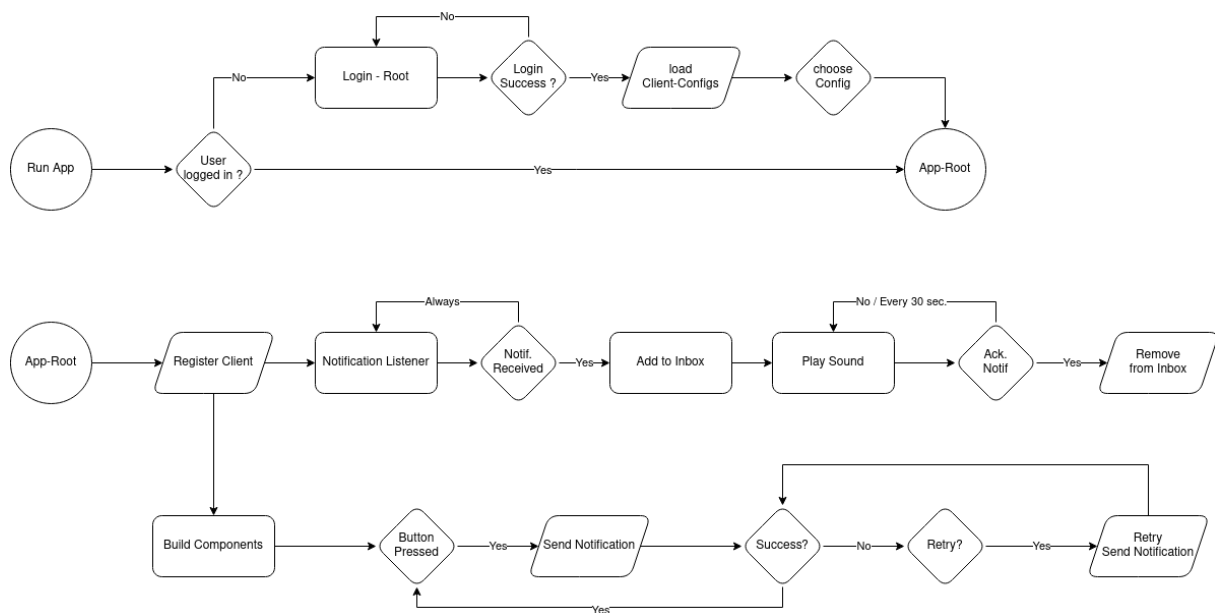 No
Login - Root
No
Login
Success ?
Yes
load
Client-Configs
choose
Config
Run App
User
logged in ?
Yes
App-Root
Always
No / Every 30 sec.
App-Root
Register Client
Notification Listener
Notif.
Received
Yes
Add to Inbox
Play Sound
Ack.
Notif
Yes
Remove
from Inbox
Build Components
Button
Pressed
Yes
Send Notification
Success?
No
Retry?
Yes
Retry
Send Notification
Yes